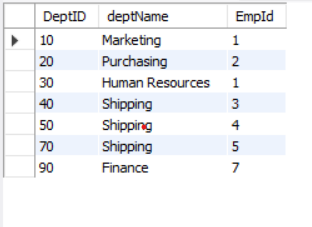 DeptID deptName EmpId
10 Marketing 1
20 Purchasing 2
30 Human Resources 1
40 Shipping 3
50 Shipping 4
70 Shipping 5
90 Finance 7